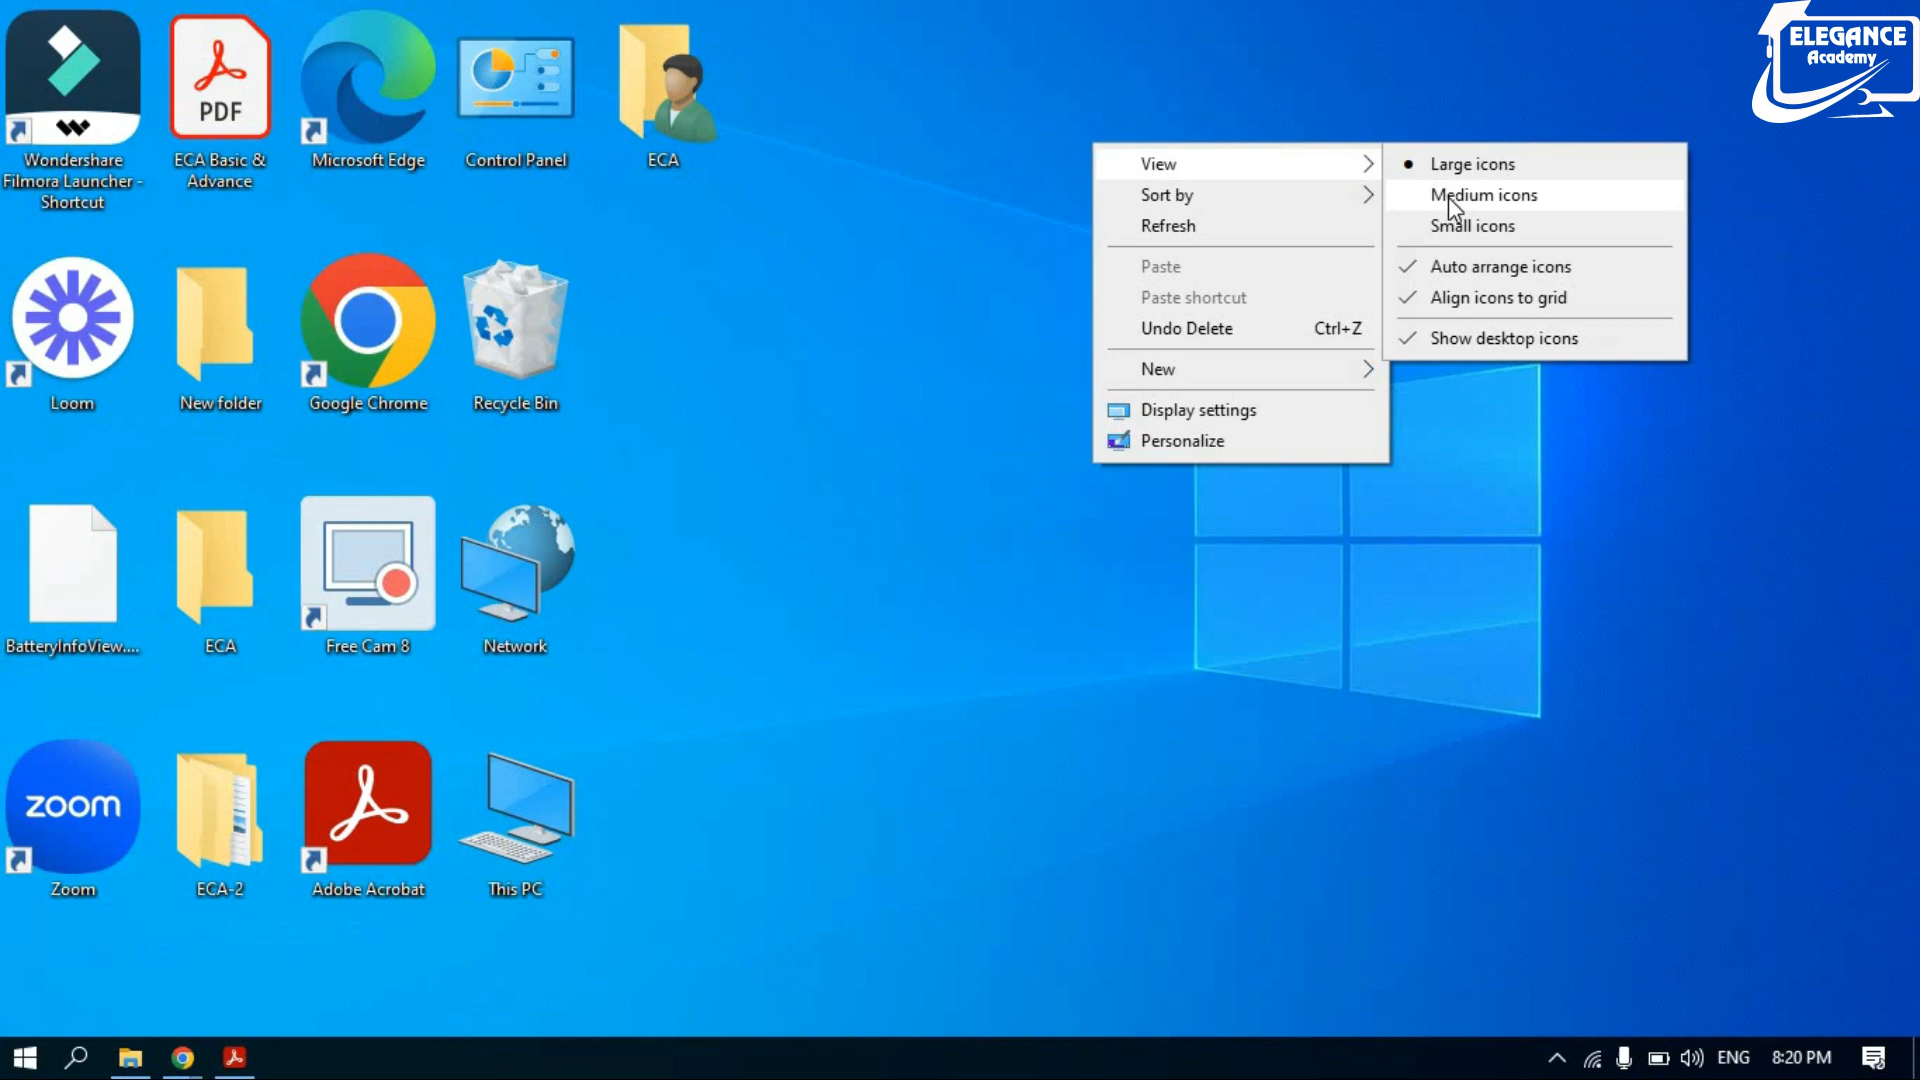 ELEGANCE
Academy
PDF
Wondershare
Filmora Launcher -
Shortcut
ECA Basic &
Advance
Microsoft Edge
Control Panel
ECA
Loom
New folder
Google Chrome
Recycle Bin
BatteryInfoView....
ECA
Free Cam 8
Network
zoom
Zoom
ECA-2
Adobe Acrobat
This PC
View
Sort by
Refresh
Paste
Paste shortcut
Undo Delete Ctrl+Z
New
Display settings
Personalize
Large icons
Medium icons
Small icons
Auto arrange icons
Align icons to grid
Show desktop icons
ENG 8:20 PM